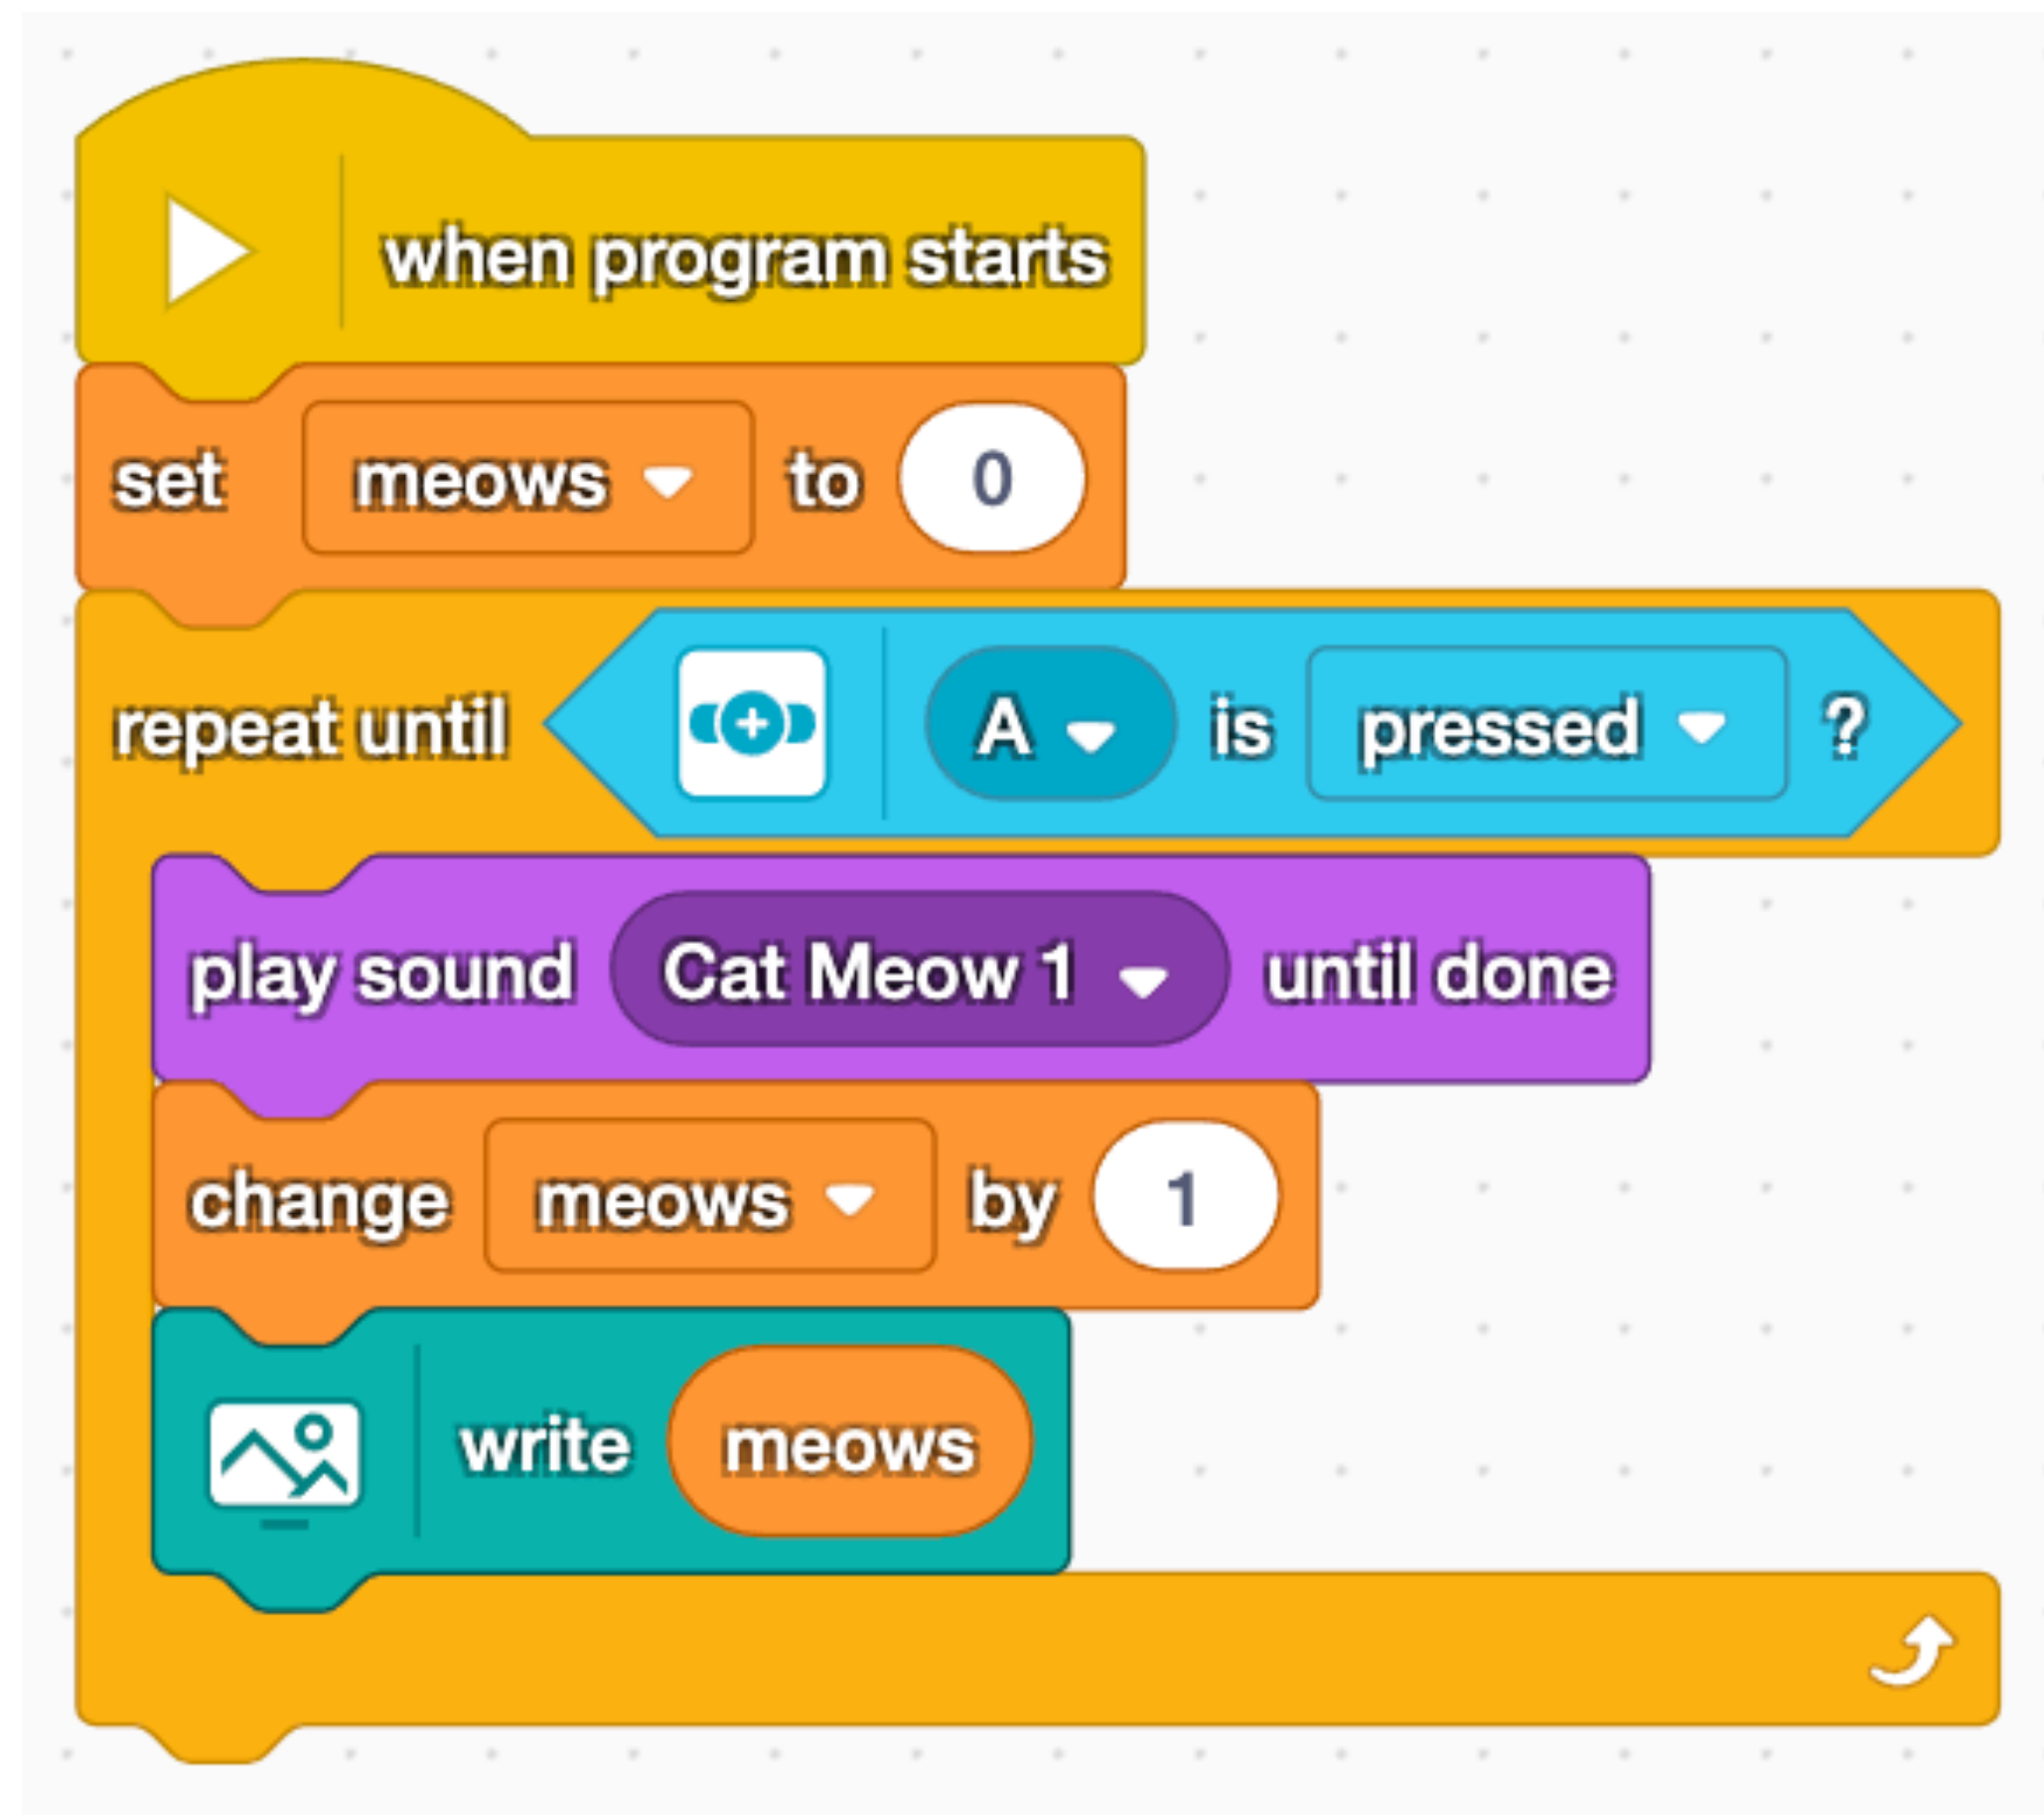 when program starts
set meows to 0
repeat until A is pressed ?
play sound Cat Meow 1 until done
change meows by 1
write meows